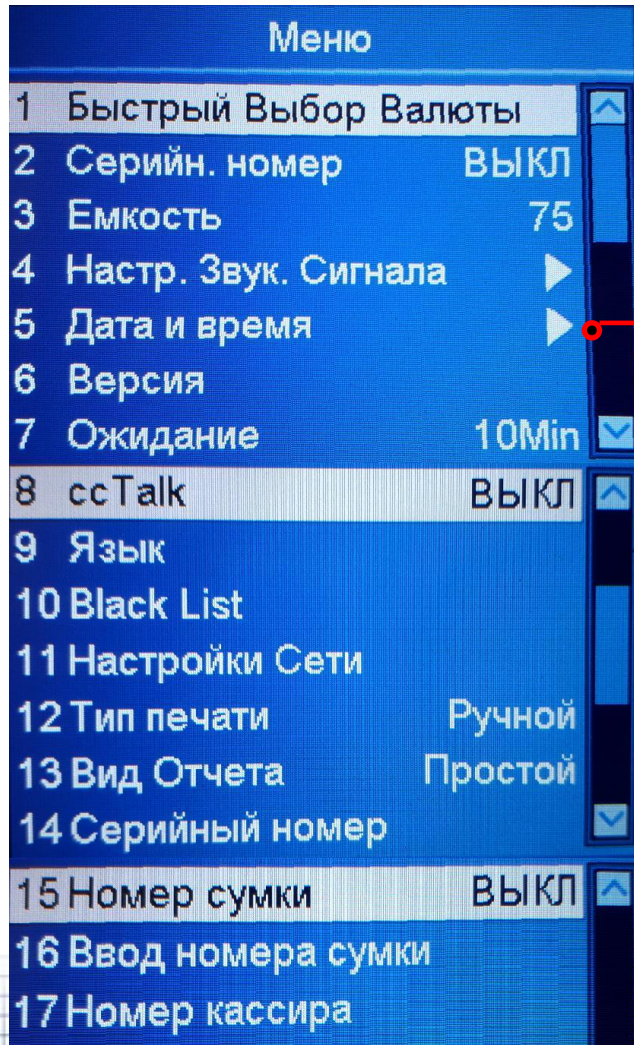 Меню
1 Быстрый Выбор Валюты
2 Серийн. номер ВЫКЛ
3 Емкость 75
4 Настр. Звук. Сигнала
5 Дата и время
6 Версия
7 Ожидание 10Min
8 ccTalk ВЫКЛ
9 Язык
10 Black List
11 Настройки Сети
12 Тип печати Ручной
13 Вид Отчета Простой
14 Серийный номер
15 Номер сумки ВЫКЛ
16 Ввод номера сумки
17 Номер кассира